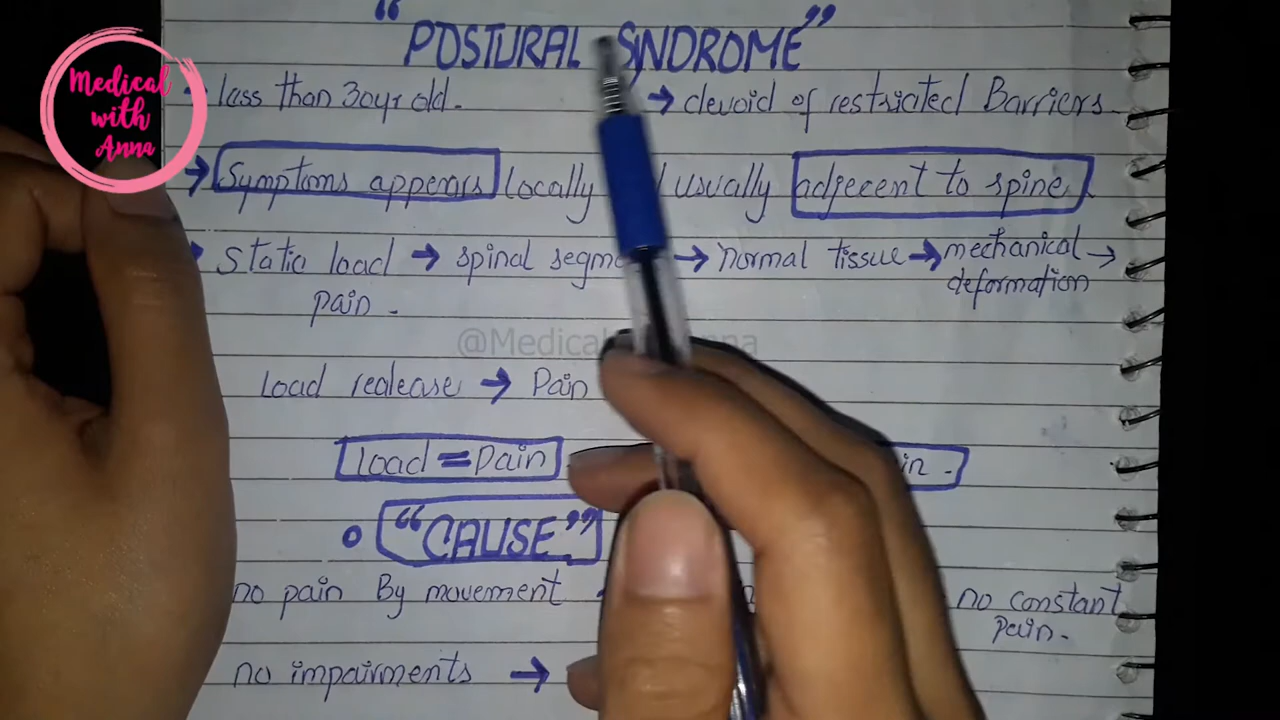 Medical
with
Anna
“POSTURAL SYNDROME”
less than 30yr old. → devoid of restricted Barriers.
→ Symptoms appears locally usually adjecent to spine.
static load → spinal → normal tissue → mechanical deformation →
pain.
@Medical
load realease → Pain
load = Pain
• “CAUSE”
no pain By movement no constant pain.
no impairments →